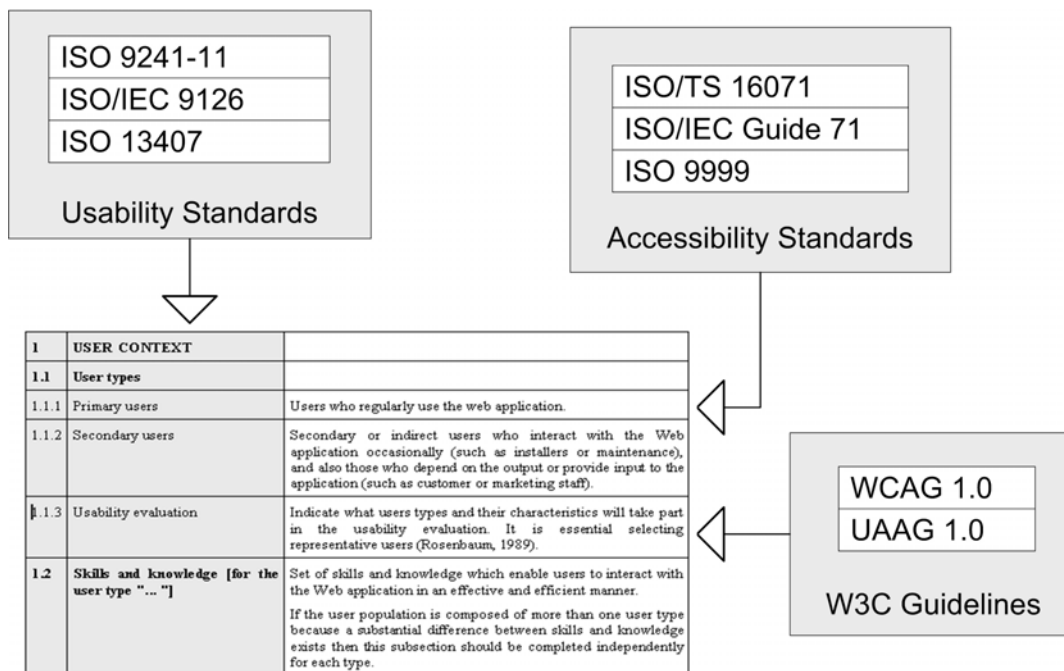 ISO 9241-11
ISO/IEC 9126
ISO 13407
Usability Standards
ISO/TS 16071
ISO/IEC Guide 71
ISO 9999
Accessibility Standards
1 USER CONTEXT
1.1 User types
1.1.1 Primary users Users who regularly use the web application.
1.1.2 Secondary users Secondary or indirect users who interact with the Web
application occasionally (such as installers or maintenance),
and also those who depend on the output or provide input to the
application (such as customer or marketing staff).
1.1.3 Usability evaluation Indicate what users types and their characteristics will take part
in the usability evaluation. It is essential selecting
representative users (Rosenbaum, 1989).
1.2 Skills and knowledge [for the Set of skills and knowledge which enable users to interact with
user type "... "] the Web application in an effective and efficient manner.
If the user population is composed of more than one user type
because a substantial difference between skills and knowledge
exists then this subsection should be completed independently
for each type.
WCAG 1.0
UAAG 1.0
W3C Guidelines